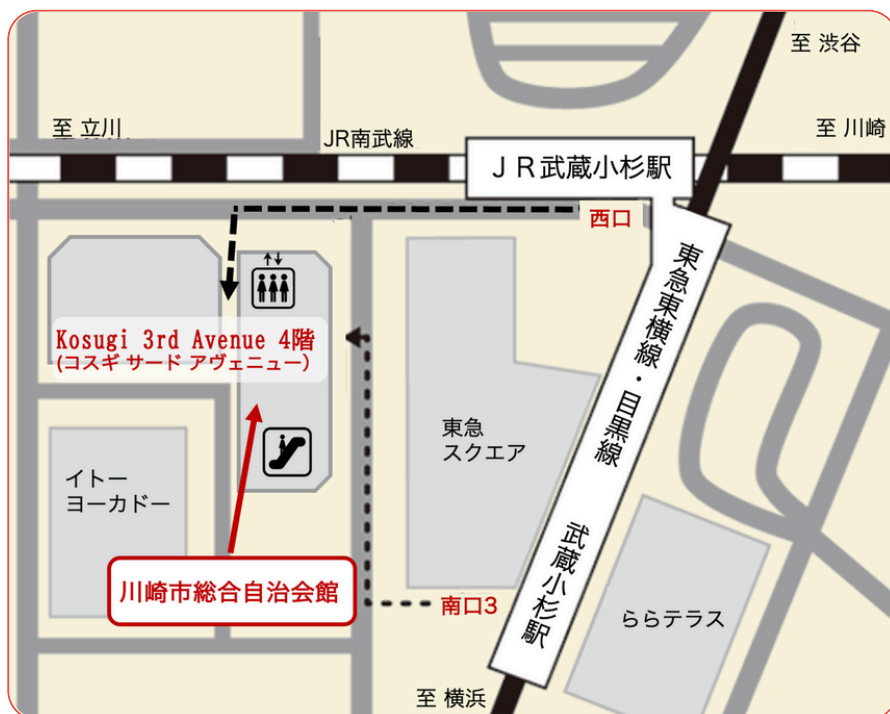 至 渋谷
至 立川
JR南武線
至 川崎
ＪＲ武蔵小杉駅
西口
東急東横線・目黒線 武蔵小杉駅
Kosugi 3rd Avenue 4階
(コスギ サード アヴェニュー)
東急
スクエア
イトー
ヨーカドー
川崎市総合自治会館
南口3
ららテラス
至 横浜